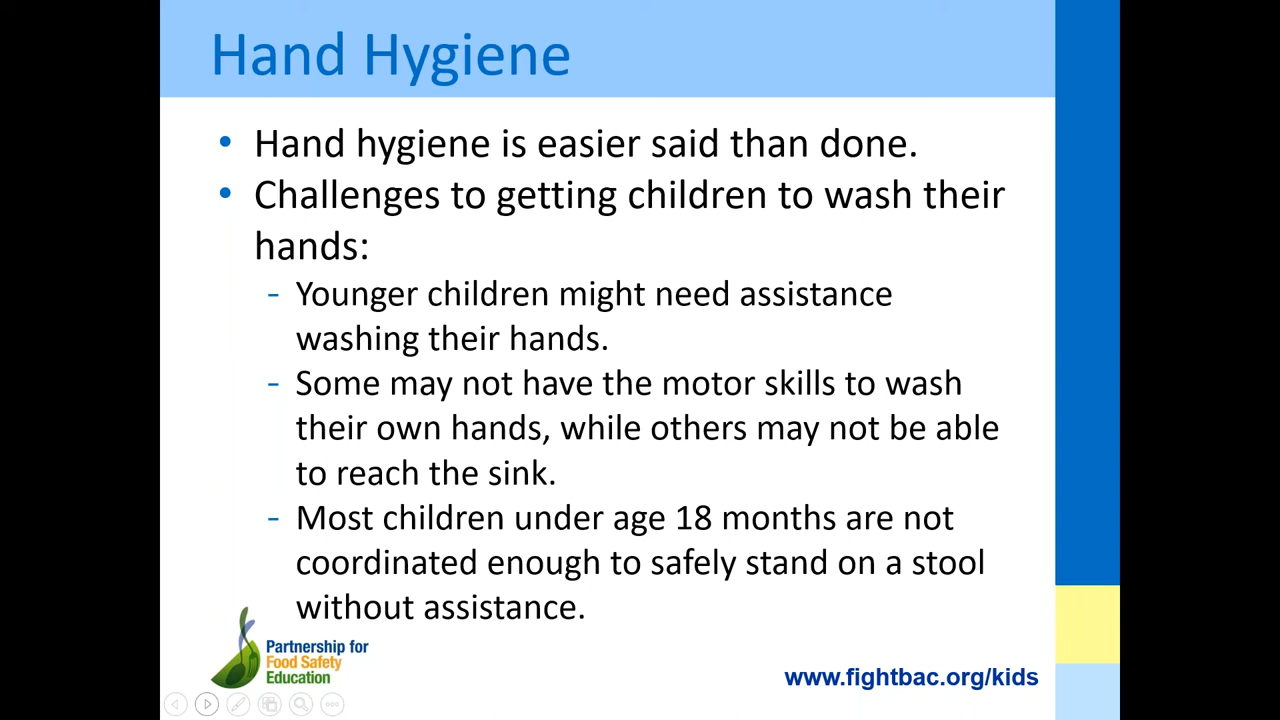 Hand Hygiene
• Hand hygiene is easier said than done.
• Challenges to getting children to wash their
hands:
- Younger children might need assistance
washing their hands.
- Some may not have the motor skills to wash
their own hands, while others may not be able
to reach the sink.
- Most children under age 18 months are not
coordinated enough to safely stand on a stool
without assistance.
Partnership for
Food Safety
Education
www.fightbac.org/kids